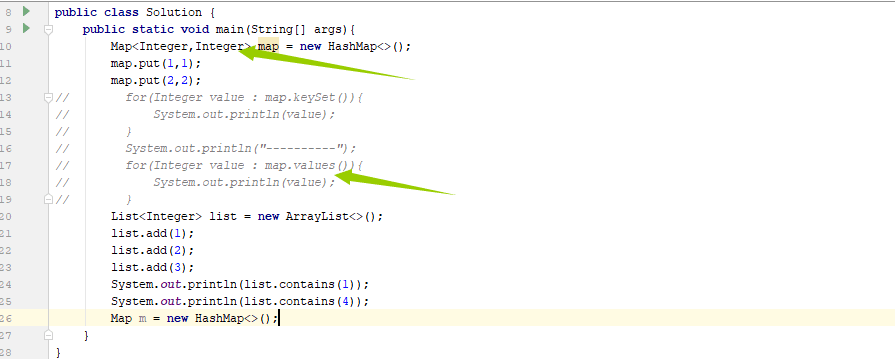 8 public class Solution {
9 public static void main(String[] args){
10 Map<Integer,Integer> map = new HashMap<>();
11 map.put(1,1);
12 map.put(2,2);
13 // for(Integer value : map.keySet()){
14 // System.out.println(value);
15 // }
16 // System.out.println("----------");
17 // for(Integer value : map.values()){
18 // System.out.println(value);
19 // }
20 List<Integer> list = new ArrayList<>();
21 list.add(1);
22 list.add(2);
23 list.add(3);
24 System.out.println(list.contains(1));
25 System.out.println(list.contains(4));
26 Map m = new HashMap<>();
27 }
28 }